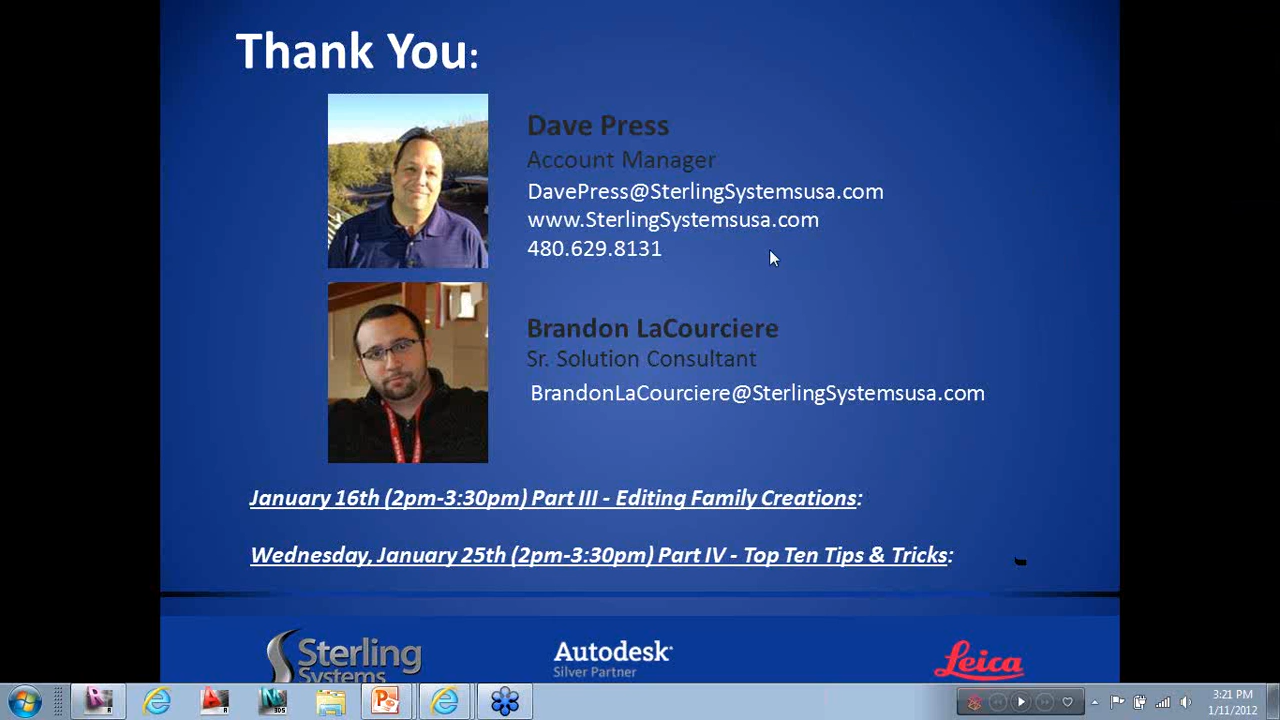 Thank You:
Dave Press
Account Manager
DavePress@SterlingSystemsusa.com
www.SterlingSystemsusa.com
480.629.8131
Brandon LaCourciere
Sr. Solution Consultant
BrandonLaCourciere@SterlingSystemsusa.com
January 16th (2pm-3:30pm) Part III - Editing Family Creations:
Wednesday, January 25th (2pm-3:30pm) Part IV - Top Ten Tips & Tricks:
Sterling
Systems
Autodesk
Silver Partner
Leica
3:21 PM
1/11/2012